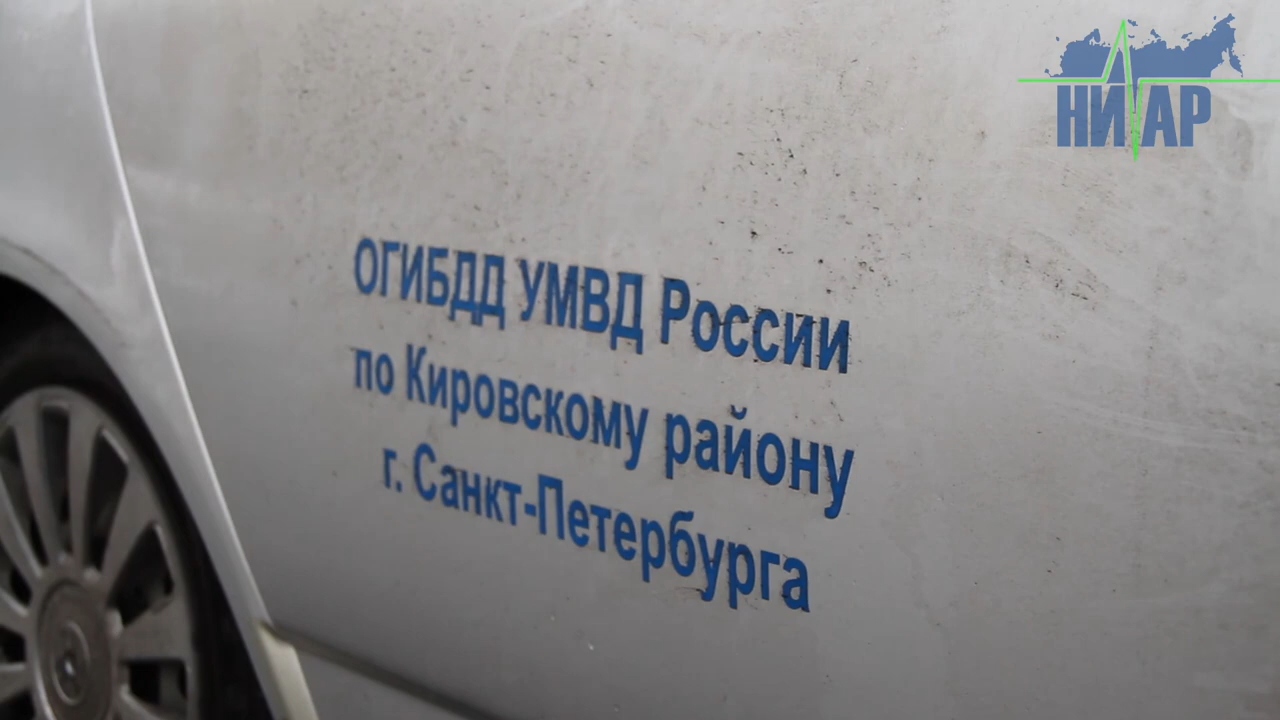 НИАР
ОГИБДД УМВД России
по Кировскому району
г. Санкт-Петербурга